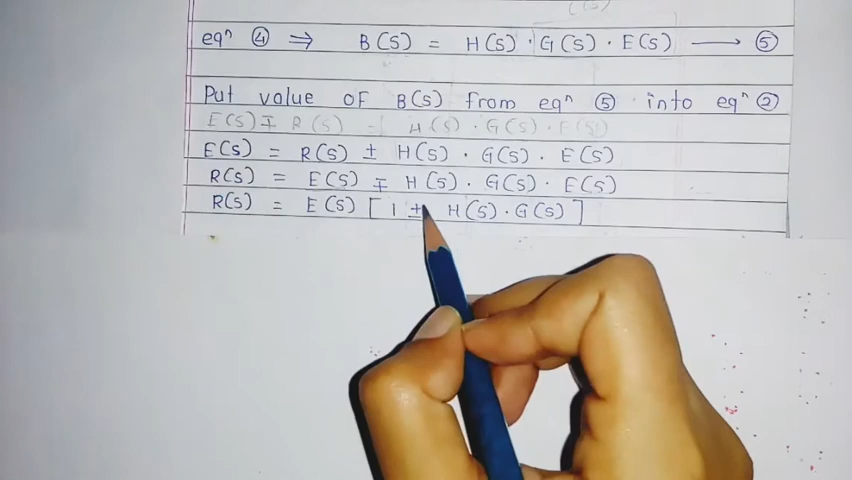 C(S)
eqⁿ ④ ⇒ B(S) = H(S) · G(S) · E(S) ⟶ ⑤
Put value OF B(S) from eqⁿ ⑤ into eqⁿ ②
E(S) ∓ R(S) = H(S) · G(S) · E(S)
E(S) = R(S) ± H(S) · G(S) · E(S)
R(S) = E(S) ∓ H(S) · G(S) · E(S)
R(S) = E(S) [ 1 ± H(S) · G(S) ]